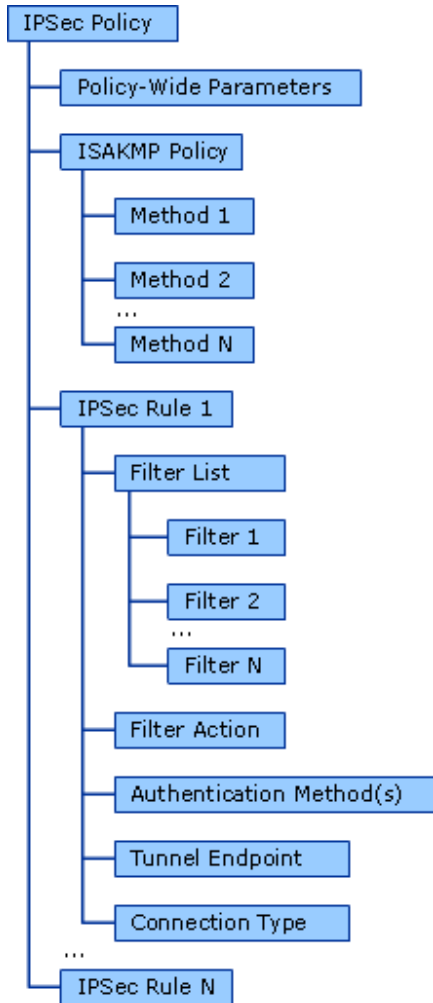 IPSec Policy
Policy-Wide Parameters
ISAKMP Policy
Method 1
Method 2
...
Method N
IPSec Rule 1
Filter List
Filter 1
Filter 2
...
Filter N
Filter Action
Authentication Method(s)
Tunnel Endpoint
Connection Type
...
IPSec Rule N